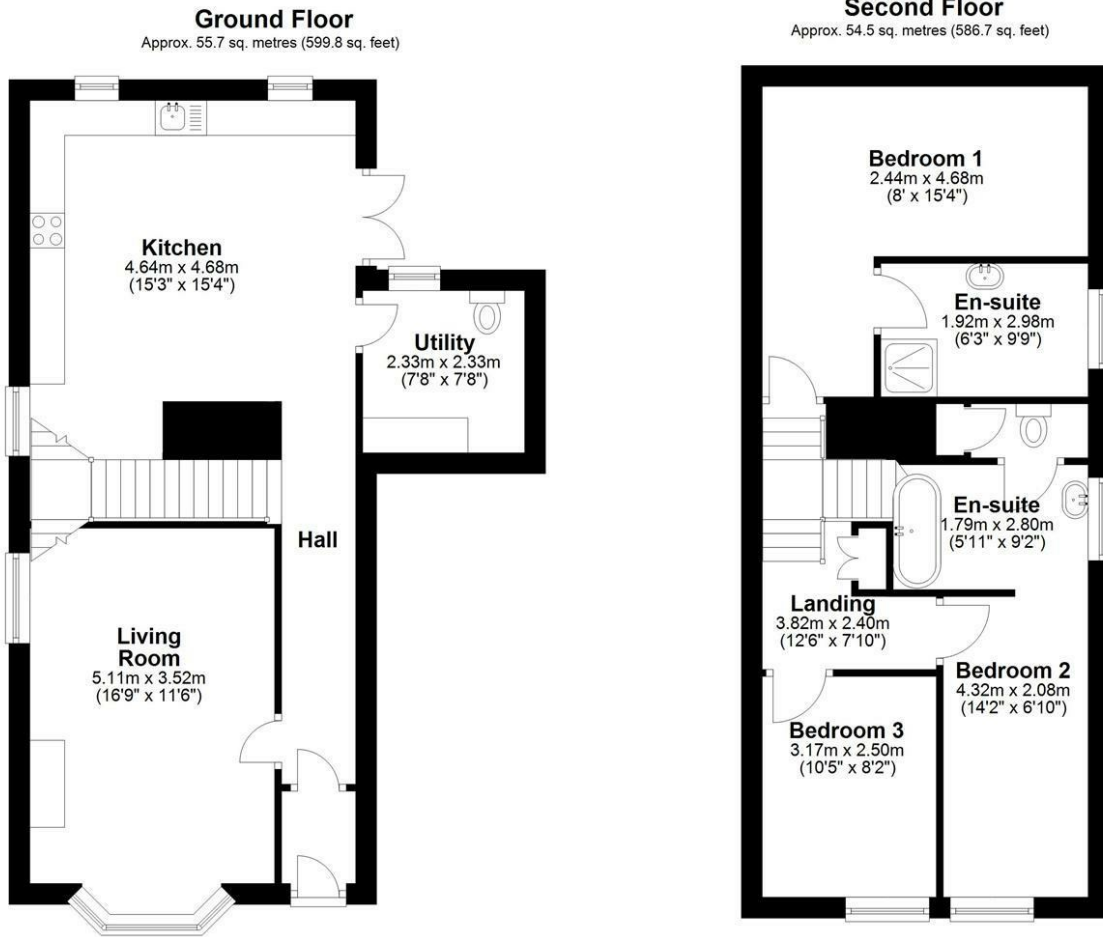 Ground Floor
Approx. 55.7 sq. metres (599.8 sq. feet)
Kitchen
4.64m x 4.68m
(15'3" x 15'4")
Utility
2.33m x 2.33m
(7'8" x 7'8")
Hall
Living
Room
5.11m x 3.52m
(16'9" x 11'6")
Second Floor
Approx. 54.5 sq. metres (586.7 sq. feet)
Bedroom 1
2.44m x 4.68m
(8' x 15'4")
En-suite
1.92m x 2.98m
(6'3" x 9'9")
En-suite
1.79m x 2.80m
(5'11" x 9'2")
Landing
3.82m x 2.40m
(12'6" x 7'10")
Bedroom 2
4.32m x 2.08m
(14'2" x 6'10")
Bedroom 3
3.17m x 2.50m
(10'5" x 8'2")